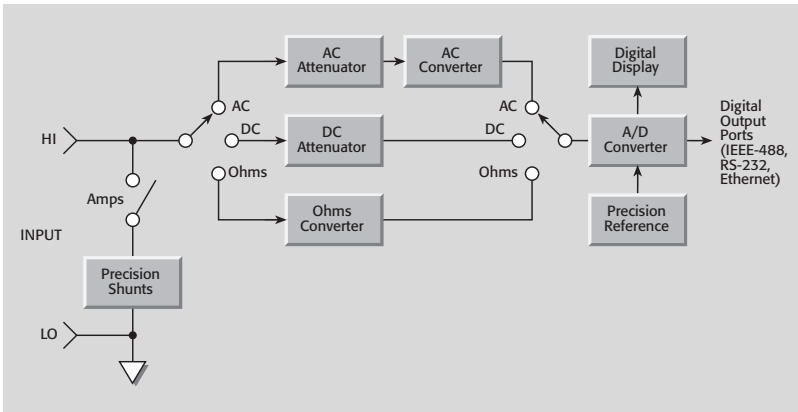 AC
Attenuator
AC
Converter
Digital
Display
AC
AC
HI
DC
DC
Attenuator
DC
A/D
Converter
Digital
Output
Ports
(IEEE-488,
RS-232,
Ethernet)
Ohms
Ohms
Amps
INPUT
Ohms
Converter
Precision
Reference
Precision
Shunts
LO